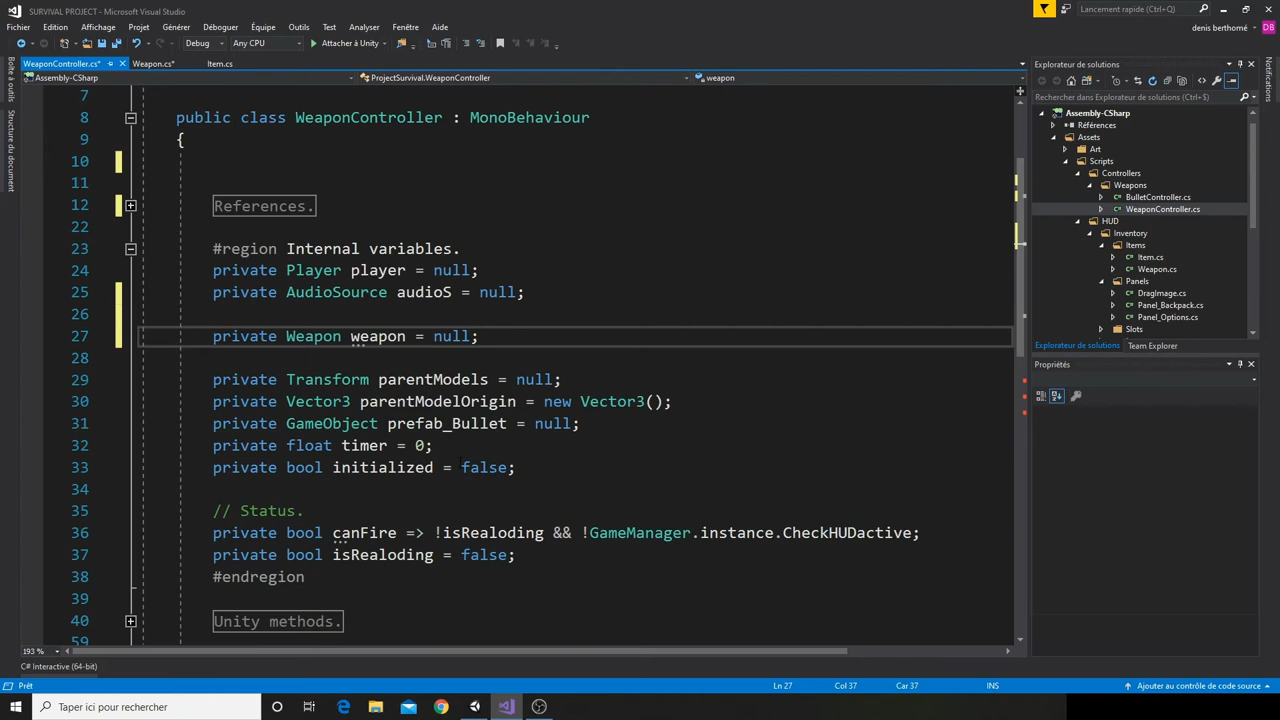 SURVIVAL PROJECT - Microsoft Visual Studio
Lancement rapide (Ctrl+Q)
Fichier Edition Affichage Projet Générer Déboguer Équipe Outils Test Analyser Fenêtre Aide
denis berthomé DB
Debug Any CPU Attacher à Unity
WeaponController.cs* Weapon.cs* Item.cs
Assembly-CSharp ProjectSurvival.WeaponController weapon
Boîte à outils
Structure du document
7
8 public class WeaponController : MonoBehaviour
9 {
10
11
12 References.
22
23 #region Internal variables.
24 private Player player = null;
25 private AudioSource audioS = null;
26
27 private Weapon weapon = null;
28
29 private Transform parentModels = null;
30 private Vector3 parentModelOrigin = new Vector3();
31 private GameObject prefab_Bullet = null;
32 private float timer = 0;
33 private bool initialized = false;
34
35 // Status.
36 private bool canFire => !isRealoding && !GameManager.instance.CheckHUDactive;
37 private bool isRealoding = false;
38 #endregion
39
40 Unity methods.
59
193 %
C# Interactive (64-bit)
Explorateur de solutions
Rechercher dans Explorateur de solutions (Ctrl+$)
Assembly-CSharp
Références
Assets
Art
Scripts
Controllers
Weapons
BulletController.cs
WeaponController.cs
HUD
Inventory
Items
Item.cs
Weapon.cs
Panels
DragImage.cs
Panel_Backpack.cs
Panel_Options.cs
Slots
Explorateur de solutions Team Explorer
Propriétés
Notifications
Prêt Ln 27 Col 37 Car 37 INS Ajouter au contrôle de code source
Taper ici pour rechercher